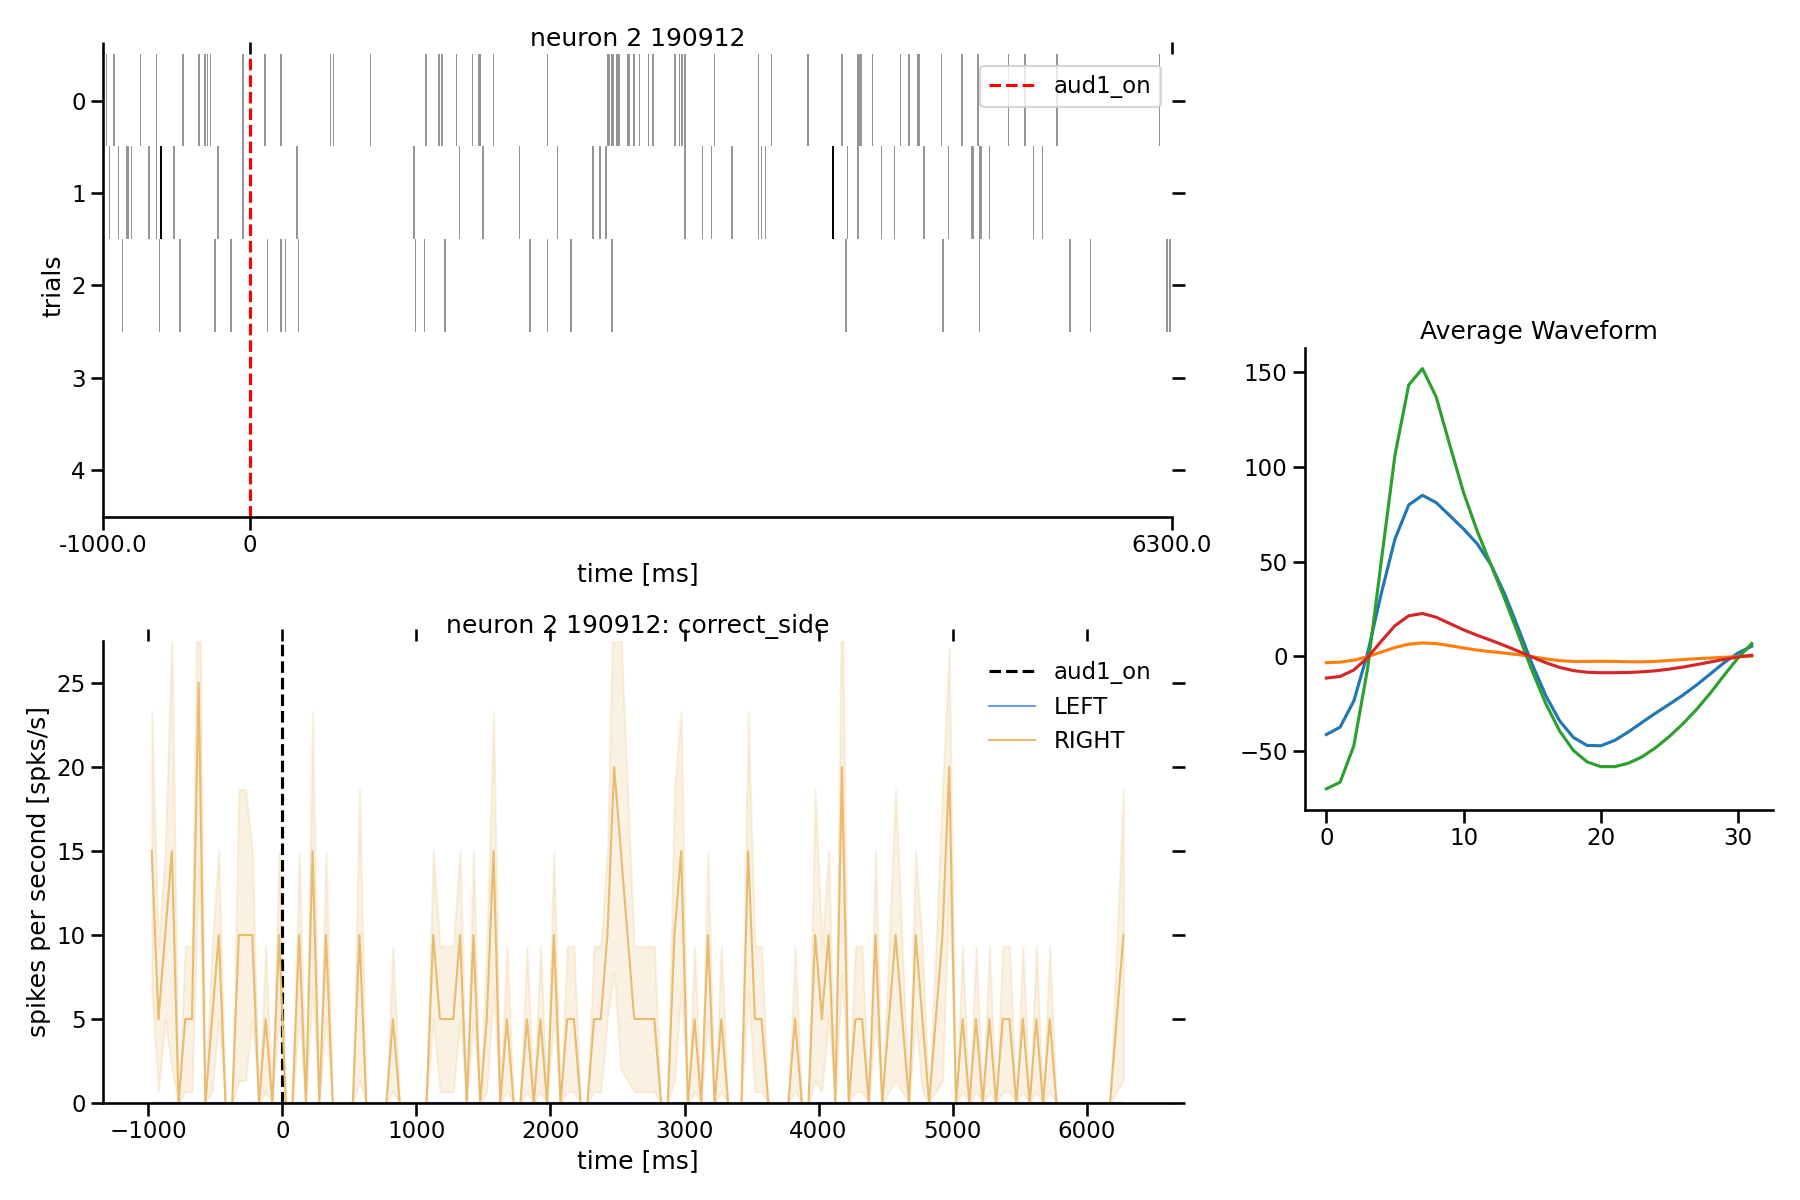 neuron 2 190912
aud1_on
0
1
2
3
4
trials
-1000.0
0
6300.0
time [ms]
neuron 2 190912: correct_side
aud1_on
LEFT
RIGHT
25
20
15
10
5
0
spikes per second [spks/s]
−1000
0
1000
2000
3000
4000
5000
6000
time [ms]
Average Waveform
150
100
50
0
−50
0
10
20
30